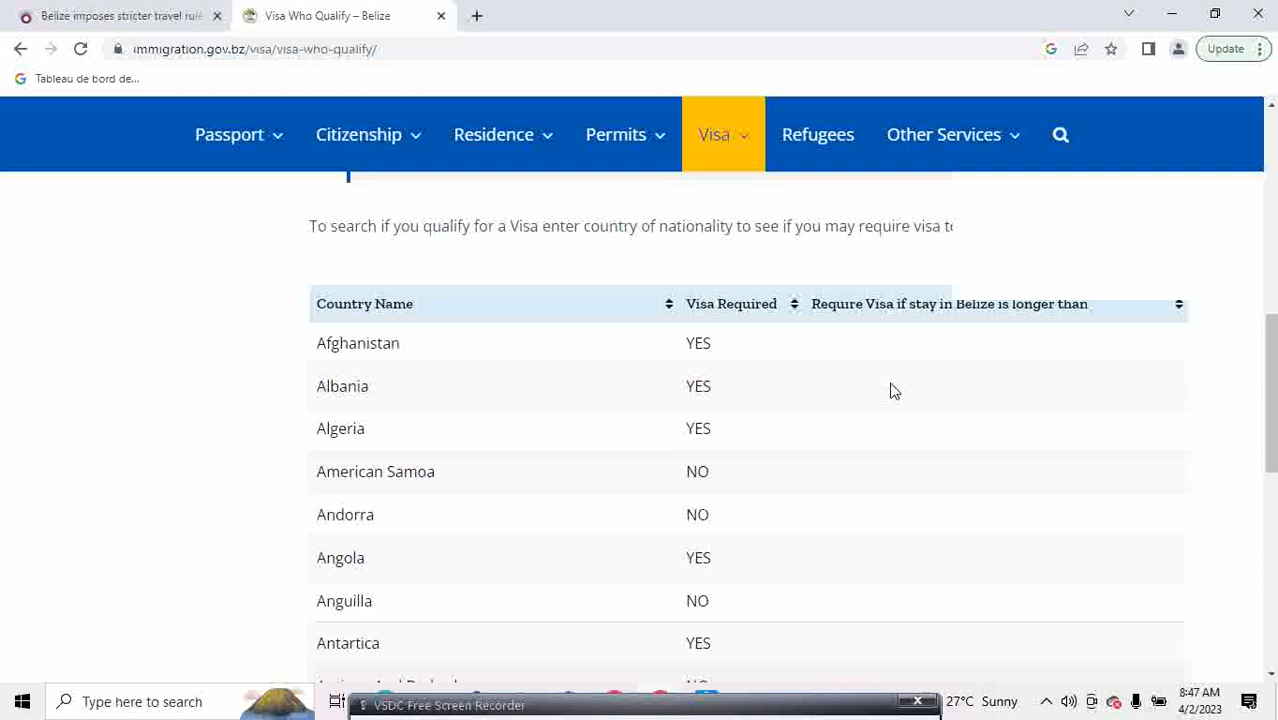 Belize imposes stricter travel rul
Visa Who Qualify – Belize
immigration.gov.bz/visa/visa-who-qualify/
Update
Tableau de bord de...
Passport Citizenship Residence Permits Visa Refugees Other Services
To search if you qualify for a Visa enter country of nationality to see if you may require visa to
Country Name Visa Required Require Visa if stay in Belize is longer than
Afghanistan YES
Albania YES
Algeria YES
American Samoa NO
Andorra NO
Angola YES
Anguilla NO
Antartica YES
Type here to search
VSDC Free Screen Recorder
27°C Sunny
8:47 AM
4/2/2023